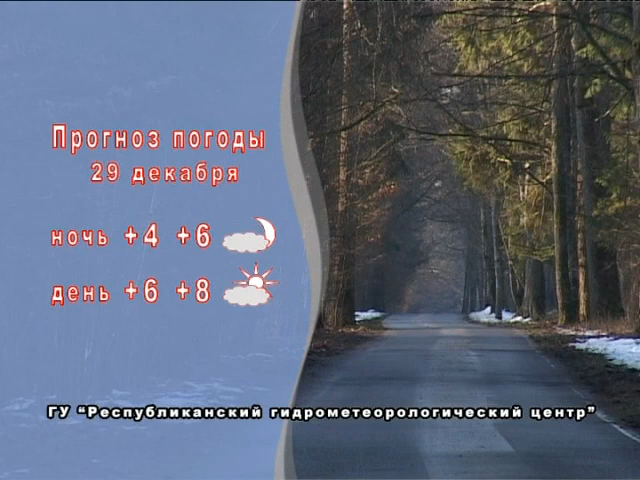 Прогноз погоды
29 декабря
ночь +4 +6
день +6 +8
ГУ “Республиканский гидрометеорологический центр”